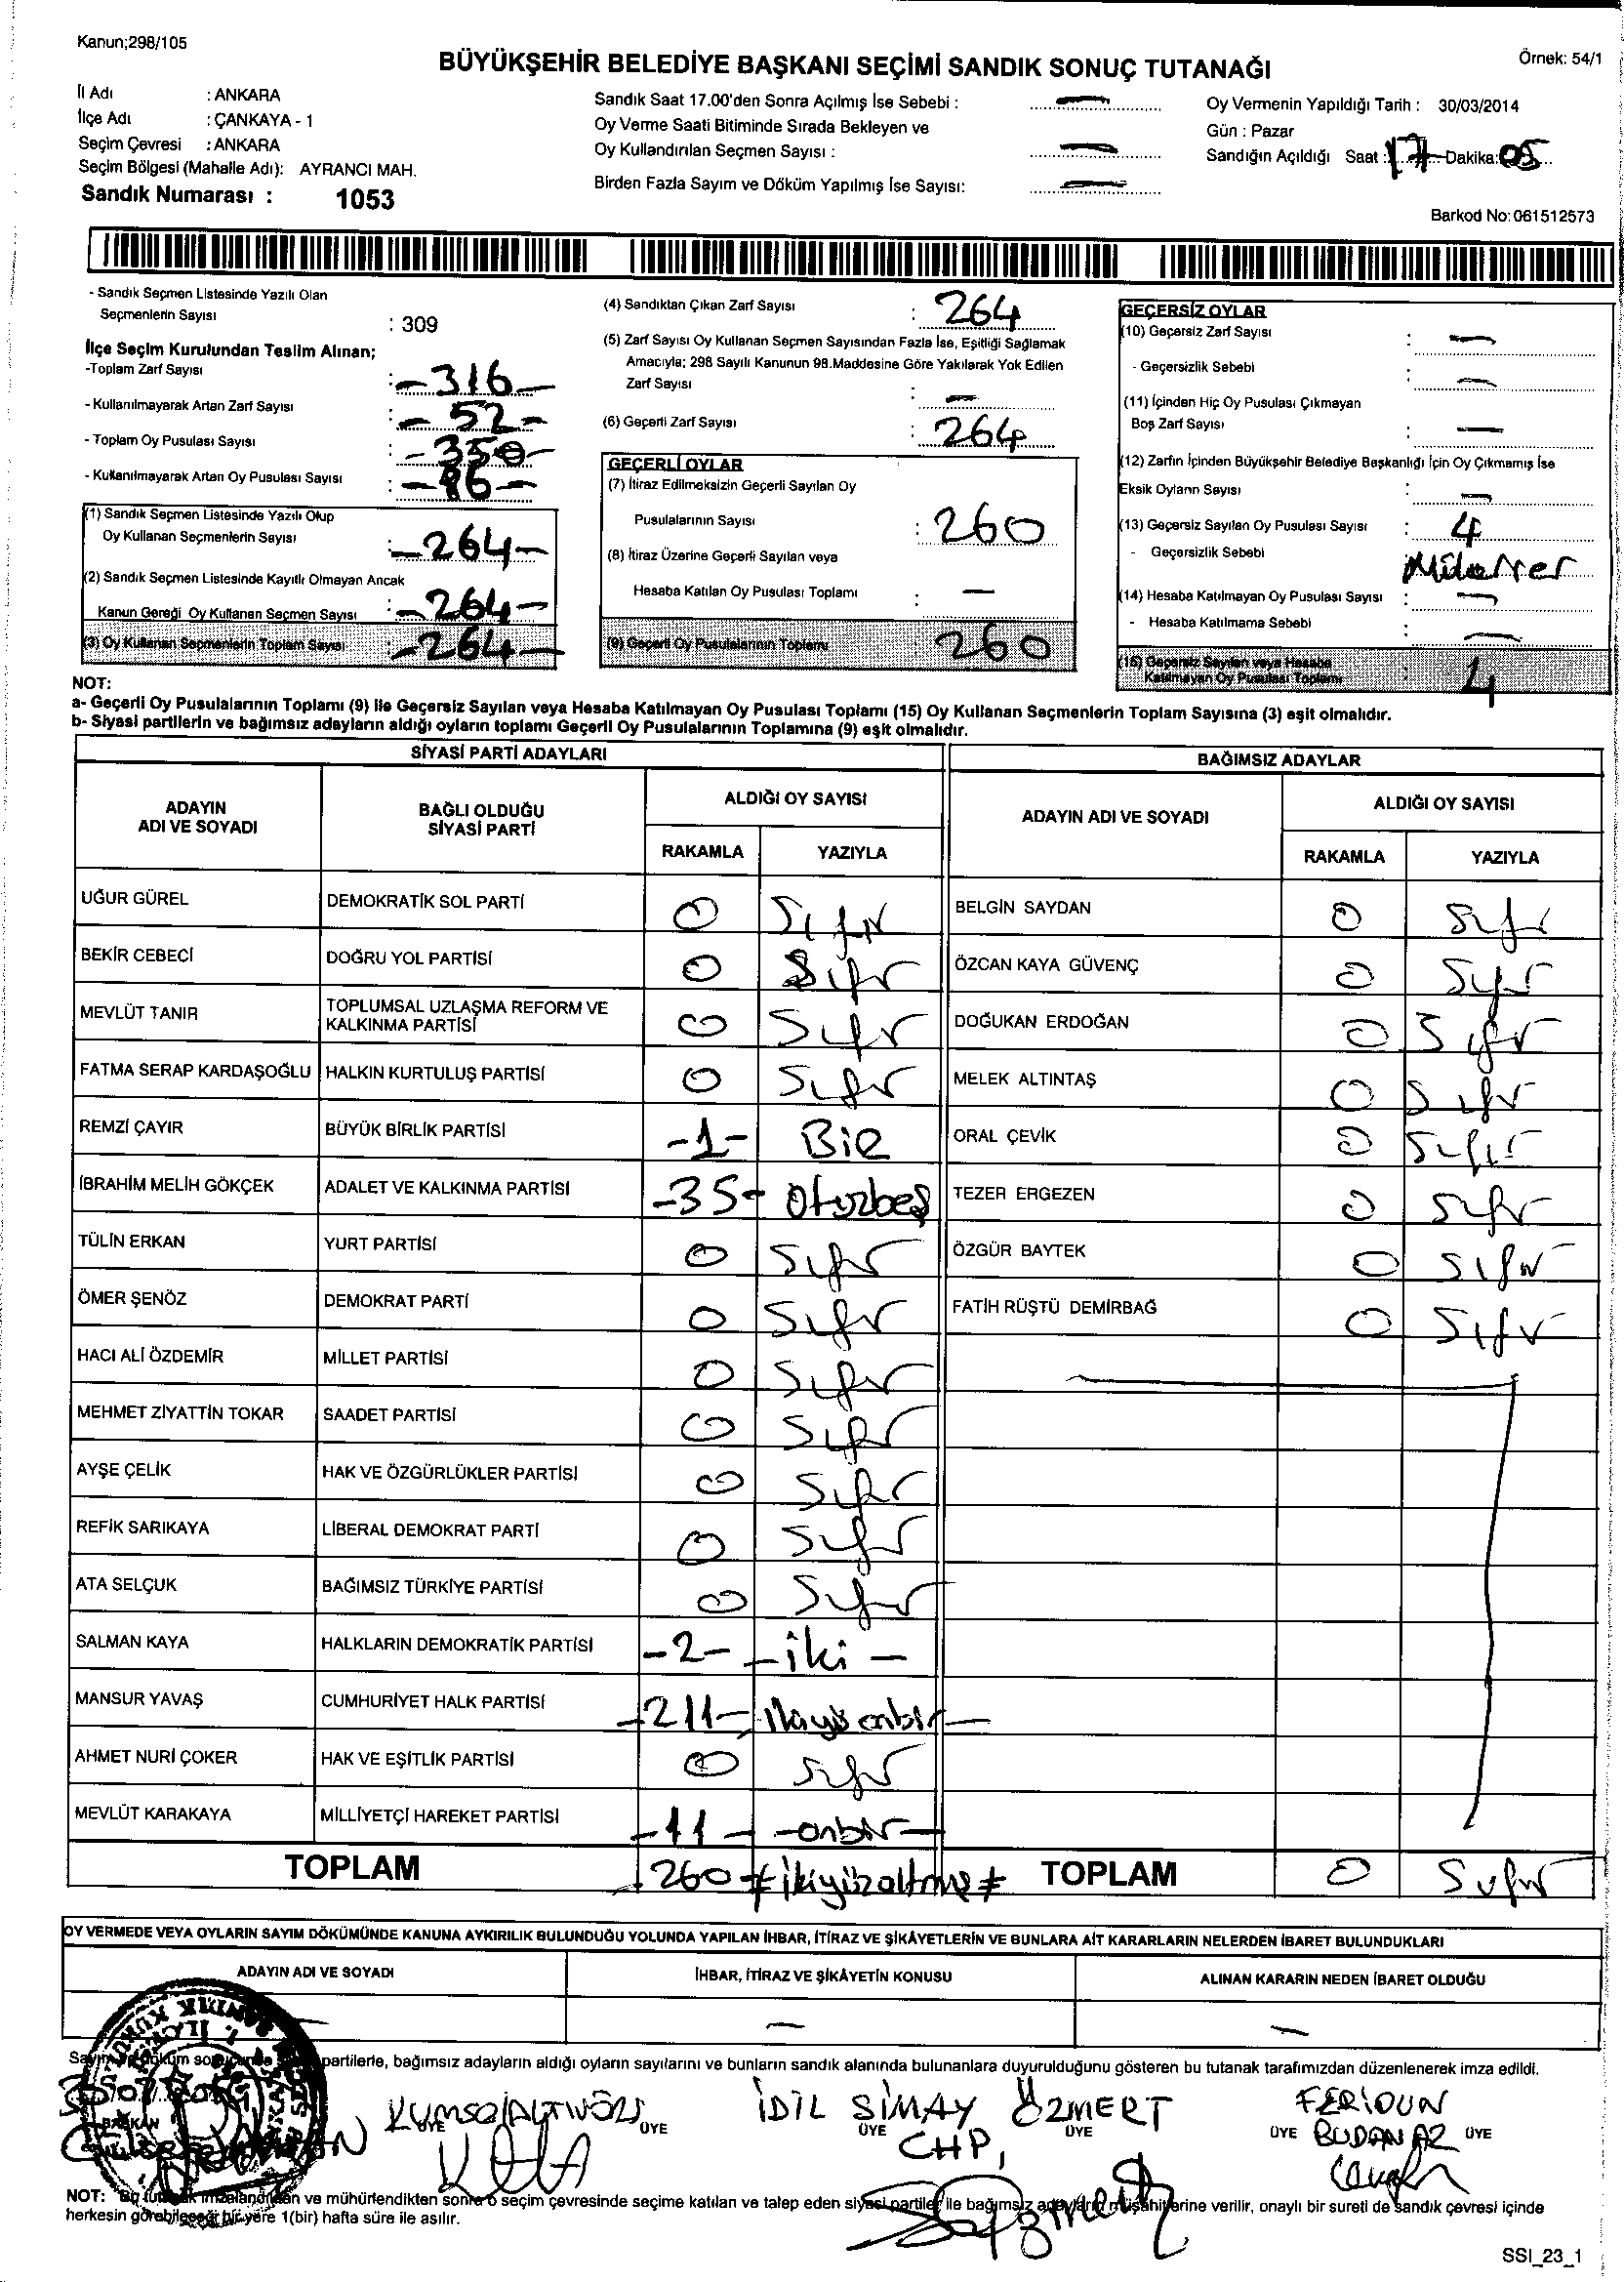 Kanun;298/105
BÜYÜKŞEHİR BELEDİYE BAŞKANI SEÇİMİ SANDIK SONUÇ TUTANAĞI
Örnek: 54/1
İl Adı : ANKARA
İlçe Adı : ÇANKAYA - 1
Seçim Çevresi : ANKARA
Seçim Bölgesi (Mahalle Adı): AYRANCI MAH.
Sandık Numarası : 1053
Sandık Saat 17.00'den Sonra Açılmış İse Sebebi : —
Oy Verme Saati Bitiminde Sırada Bekleyen ve
Oy Kullandırılan Seçmen Sayısı : —
Birden Fazla Sayım ve Döküm Yapılmış İse Sayısı: —
Oy Vermenin Yapıldığı Tarih : 30/03/2014
Gün : Pazar
Sandığın Açıldığı Saat : 17 Dakika: 05
Barkod No: 061512573
- Sandık Seçmen Listesinde Yazılı Olan
Seçmenlerin Sayısı : 309
İlçe Seçim Kurulundan Teslim Alınan;
-Toplam Zarf Sayısı : -316-
- Kullanılmayarak Artan Zarf Sayısı : -52-
- Toplam Oy Pusulası Sayısı : -350-
- Kullanılmayarak Artan Oy Pusulası Sayısı : -86-
(1) Sandık Seçmen Listesinde Yazılı Olup
Oy Kullanan Seçmenlerin Sayısı : -264-
(2) Sandık Seçmen Listesinde Kayıtlı Olmayan Ancak
Kanun Gereği Oy Kullanan Seçmen Sayısı : -264-
(3) Oy Kullanan Seçmenlerin Toplam Sayısı : -264-
(4) Sandıktan Çıkan Zarf Sayısı : 264
(5) Zarf Sayısı Oy Kullanan Seçmen Sayısından Fazla İse, Eşitliği Sağlamak
Amacıyla; 298 Sayılı Kanunun 98.Maddesine Göre Yakılarak Yok Edilen
Zarf Sayısı : —
(6) Geçerli Zarf Sayısı : 264
GEÇERLİ OYLAR
(7) İtiraz Edilmeksizin Geçerli Sayılan Oy
Pusulalarının Sayısı : 260
(8) İtiraz Üzerine Geçerli Sayılan veya
Hesaba Katılan Oy Pusulası Toplamı : —
(9) Geçerli Oy Pusulalarının Toplamı 260
GEÇERSİZ OYLAR
(10) Geçersiz Zarf Sayısı : —
- Geçersizlik Sebebi : —
(11) İçinden Hiç Oy Pusulası Çıkmayan
Boş Zarf Sayısı : —
(12) Zarfın İçinden Büyükşehir Belediye Başkanlığı İçin Oy Çıkmamış İse
Eksik Oyların Sayısı : —
(13) Geçersiz Sayılan Oy Pusulası Sayısı : 4
- Geçersizlik Sebebi
(14) Hesaba Katılmayan Oy Pusulası Sayısı : —
- Hesaba Katılmama Sebebi : —
(15) Geçersiz Sayılan veya Hesaba
Katılmayan Oy Pusulası Toplamı : 4
NOT:
a- Geçerli Oy Pusulalarının Toplamı (9) ile Geçersiz Sayılan veya Hesaba Katılmayan Oy Pusulası Toplamı (15) Oy Kullanan Seçmenlerin Toplam Sayısına (3) eşit olmalıdır.
b- Siyasi partilerin ve bağımsız adayların aldığı oyların toplamı Geçerli Oy Pusulalarının Toplamına (9) eşit olmalıdır.
SİYASİ PARTİ ADAYLARI
BAĞIMSIZ ADAYLAR
ADAYIN ADI VE SOYADI
BAĞLI OLDUĞU SİYASİ PARTİ
ALDIĞI OY SAYISI
RAKAMLA YAZIYLA
ADAYIN ADI VE SOYADI
ALDIĞI OY SAYISI
RAKAMLA YAZIYLA
UĞUR GÜREL DEMOKRATİK SOL PARTİ 0 Sıfır BELGİN SAYDAN 0 Sıfır
BEKİR CEBECİ DOĞRU YOL PARTİSİ 0 Sıfır ÖZCAN KAYA GÜVENÇ 0 Sıfır
MEVLÜT TANIR TOPLUMSAL UZLAŞMA REFORM VE KALKINMA PARTİSİ 0 Sıfır DOĞUKAN ERDOĞAN 0 Sıfır
FATMA SERAP KARDAŞOĞLU HALKIN KURTULUŞ PARTİSİ 0 Sıfır MELEK ALTINTAŞ 0 Sıfır
REMZİ ÇAYIR BÜYÜK BİRLİK PARTİSİ -1- Bir ORAL ÇEVİK 0 Sıfır
İBRAHİM MELİH GÖKÇEK ADALET VE KALKINMA PARTİSİ -35- Otuzbeş TEZER ERGEZEN 0 Sıfır
TÜLİN ERKAN YURT PARTİSİ 0 Sıfır ÖZGÜR BAYTEK 0 Sıfır
ÖMER ŞENÖZ DEMOKRAT PARTİ 0 Sıfır FATİH RÜŞTÜ DEMİRBAĞ 0 Sıfır
HACI ALİ ÖZDEMİR MİLLET PARTİSİ 0 Sıfır
MEHMET ZİYATTİN TOKAR SAADET PARTİSİ 0 Sıfır
AYŞE ÇELİK HAK VE ÖZGÜRLÜKLER PARTİSİ 0 Sıfır
REFİK SARIKAYA LİBERAL DEMOKRAT PARTİ 0 Sıfır
ATA SELÇUK BAĞIMSIZ TÜRKİYE PARTİSİ 0 Sıfır
SALMAN KAYA HALKLARIN DEMOKRATİK PARTİSİ -2- -iki-
MANSUR YAVAŞ CUMHURİYET HALK PARTİSİ -211- ikiyüzonbir-
AHMET NURİ ÇOKER HAK VE EŞİTLİK PARTİSİ 0 Sıfır
MEVLÜT KARAKAYA MİLLİYETÇİ HAREKET PARTİSİ -11- -onbir-
TOPLAM 260 ≠ikiyüzaltmış≠ TOPLAM 0 Sıfır
OY VERMEDE VEYA OYLARIN SAYIM DÖKÜMÜNDE KANUNA AYKIRILIK BULUNDUĞU YOLUNDA YAPILAN İHBAR, İTİRAZ VE ŞİKÂYETLERİN VE BUNLARA AİT KARARLARIN NELERDEN İBARET BULUNDUKLARI
ADAYIN ADI VE SOYADI İHBAR, İTİRAZ VE ŞİKÂYETİN KONUSU ALINAN KARARIN NEDEN İBARET OLDUĞU
— — —
partilerle, bağımsız adayların aldığı oyların sayılarını ve bunların sandık alanında bulunanlara duyurulduğunu gösteren bu tutanak tarafımızdan düzenlenerek imza edildi.
İDİL SİMAY ÖZMERT FERİDUN
BAŞKAN ÜYE ÜYE ÜYE ÜYE ÜYE BUDANAZ ÜYE
CHP,
NOT: Bu tutanak imzalandıktan ve mühürlendikten sonra o seçim çevresinde seçime katılan ve talep eden siyasi partiler ile bağımsız adayların müşahitlerine verilir, onaylı bir sureti de sandık çevresi içinde
herkesin görebileceği bir yere 1(bir) hafta süre ile asılır.
SSI_23_1